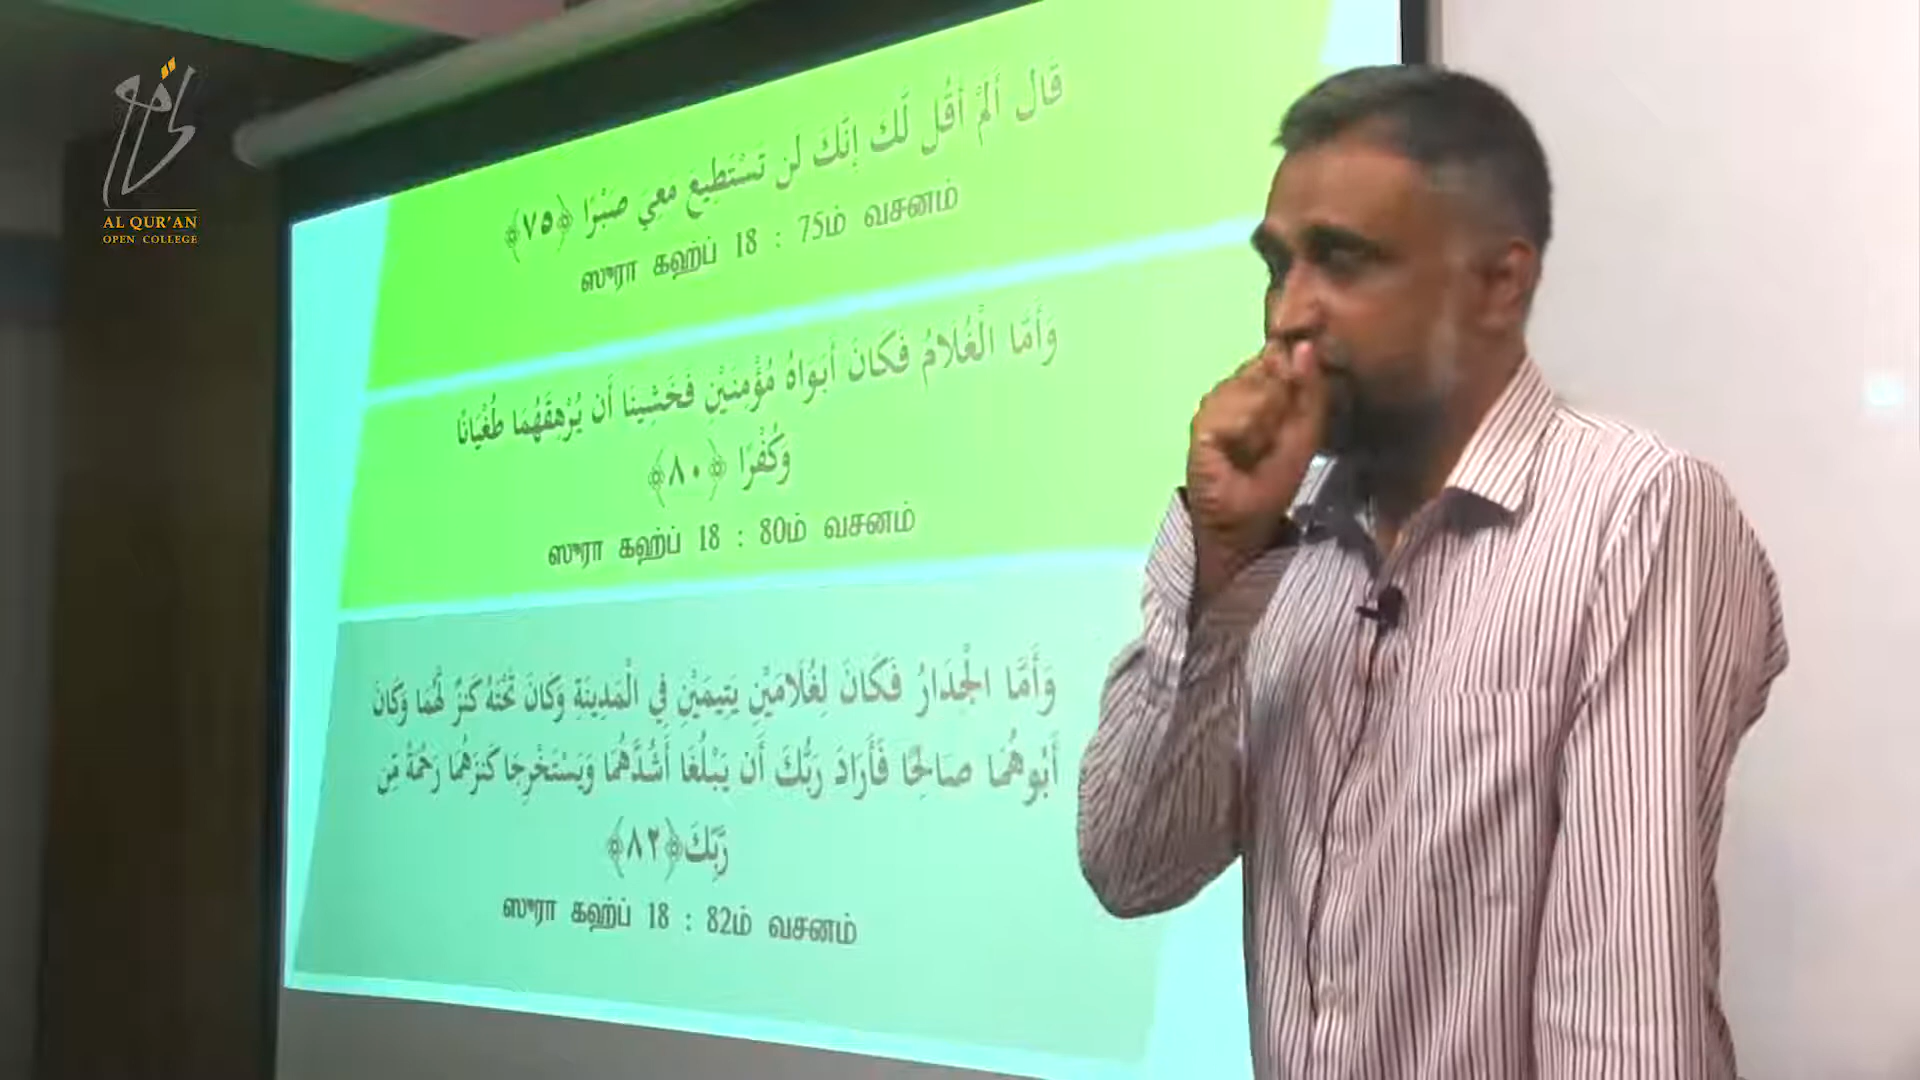 AL QUR'AN
OPEN COLLEGE
قَالَ أَلَمْ أَقُل لَّكَ إِنَّكَ لَن تَسْتَطِيعَ مَعِيَ صَبْرًا ﴿٧٥﴾
ஸூரா கஹ்ப் 18 : 75ம் வசனம்
وَأَمَّا الْغُلَامُ فَكَانَ أَبَوَاهُ مُؤْمِنَيْنِ فَخَشِينَا أَن يُرْهِقَهُمَا طُغْيَانًا
وَكُفْرًا ﴿٨٠﴾
ஸூரா கஹ்ப் 18 : 80ம் வசனம்
وَأَمَّا الْجِدَارُ فَكَانَ لِغُلَامَيْنِ يَتِيمَيْنِ فِي الْمَدِينَةِ وَكَانَ تَحْتَهُ كَنزٌ لَّهُمَا وَكَانَ
أَبُوهُمَا صَالِحًا فَأَرَادَ رَبُّكَ أَن يَبْلُغَا أَشُدَّهُمَا وَيَسْتَخْرِجَا كَنزَهُمَا رَحْمَةً مِّن
رَّبِّكَ ﴿٨٢﴾
ஸூரா கஹ்ப் 18 : 82ம் வசனம்